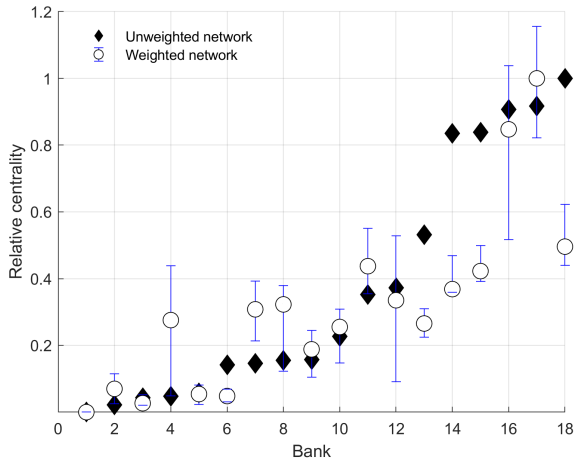 1.2
Unweighted network
Weighted network
1
0.8
0.6
0.4
0.2
Relative centrality
0 2 4 6 8 10 12 14 16 18
Bank